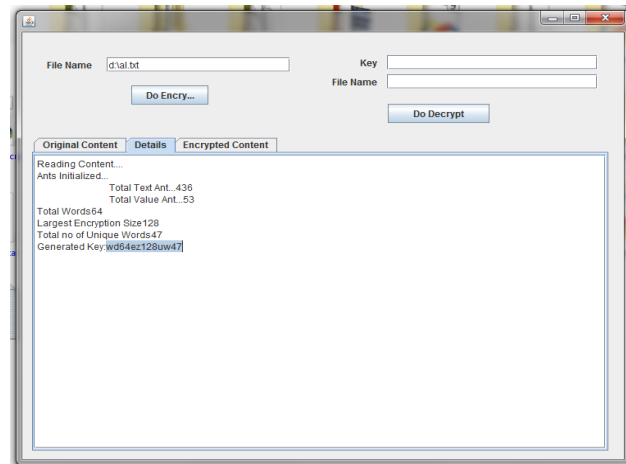 File Name d:\al.txt
Key
File Name
Do Encry...
Do Decrypt
Original Content Details Encrypted Content
Reading Content....
Ants Initialized...
Total Text Ant...436
Total Value Ant...53
Total Words64
Largest Encryption Size128
Total no of Unique Words47
Generated Key:wd64ez128uw47